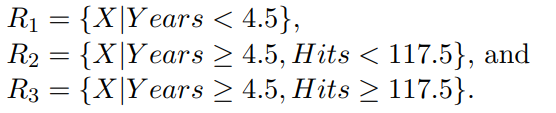 R₁ = {X|Years < 4.5},
R₂ = {X|Years ≥ 4.5, Hits < 117.5}, and
R₃ = {X|Years ≥ 4.5, Hits ≥ 117.5}.